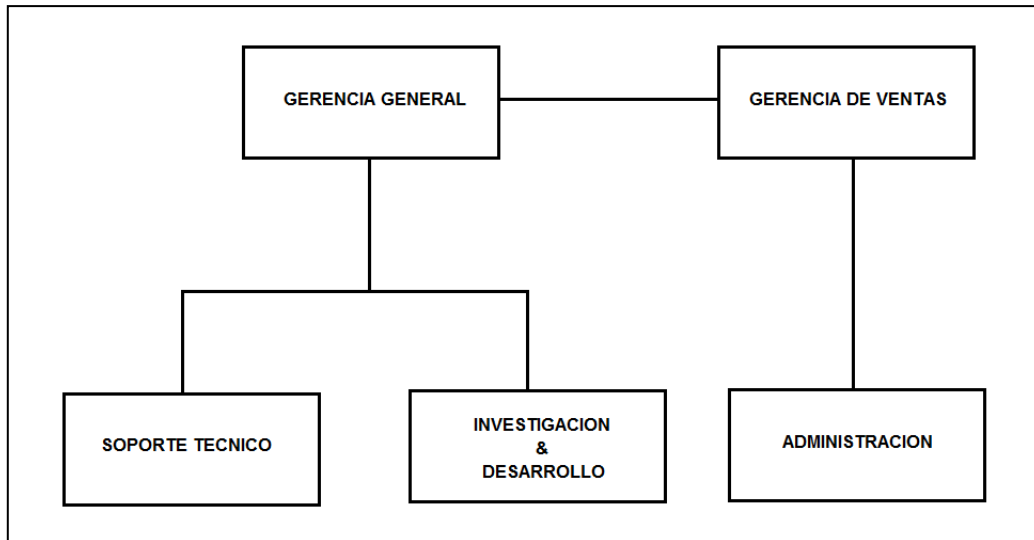 GERENCIA GENERAL
GERENCIA DE VENTAS
SOPORTE TECNICO
INVESTIGACION
&
DESARROLLO
ADMINISTRACION